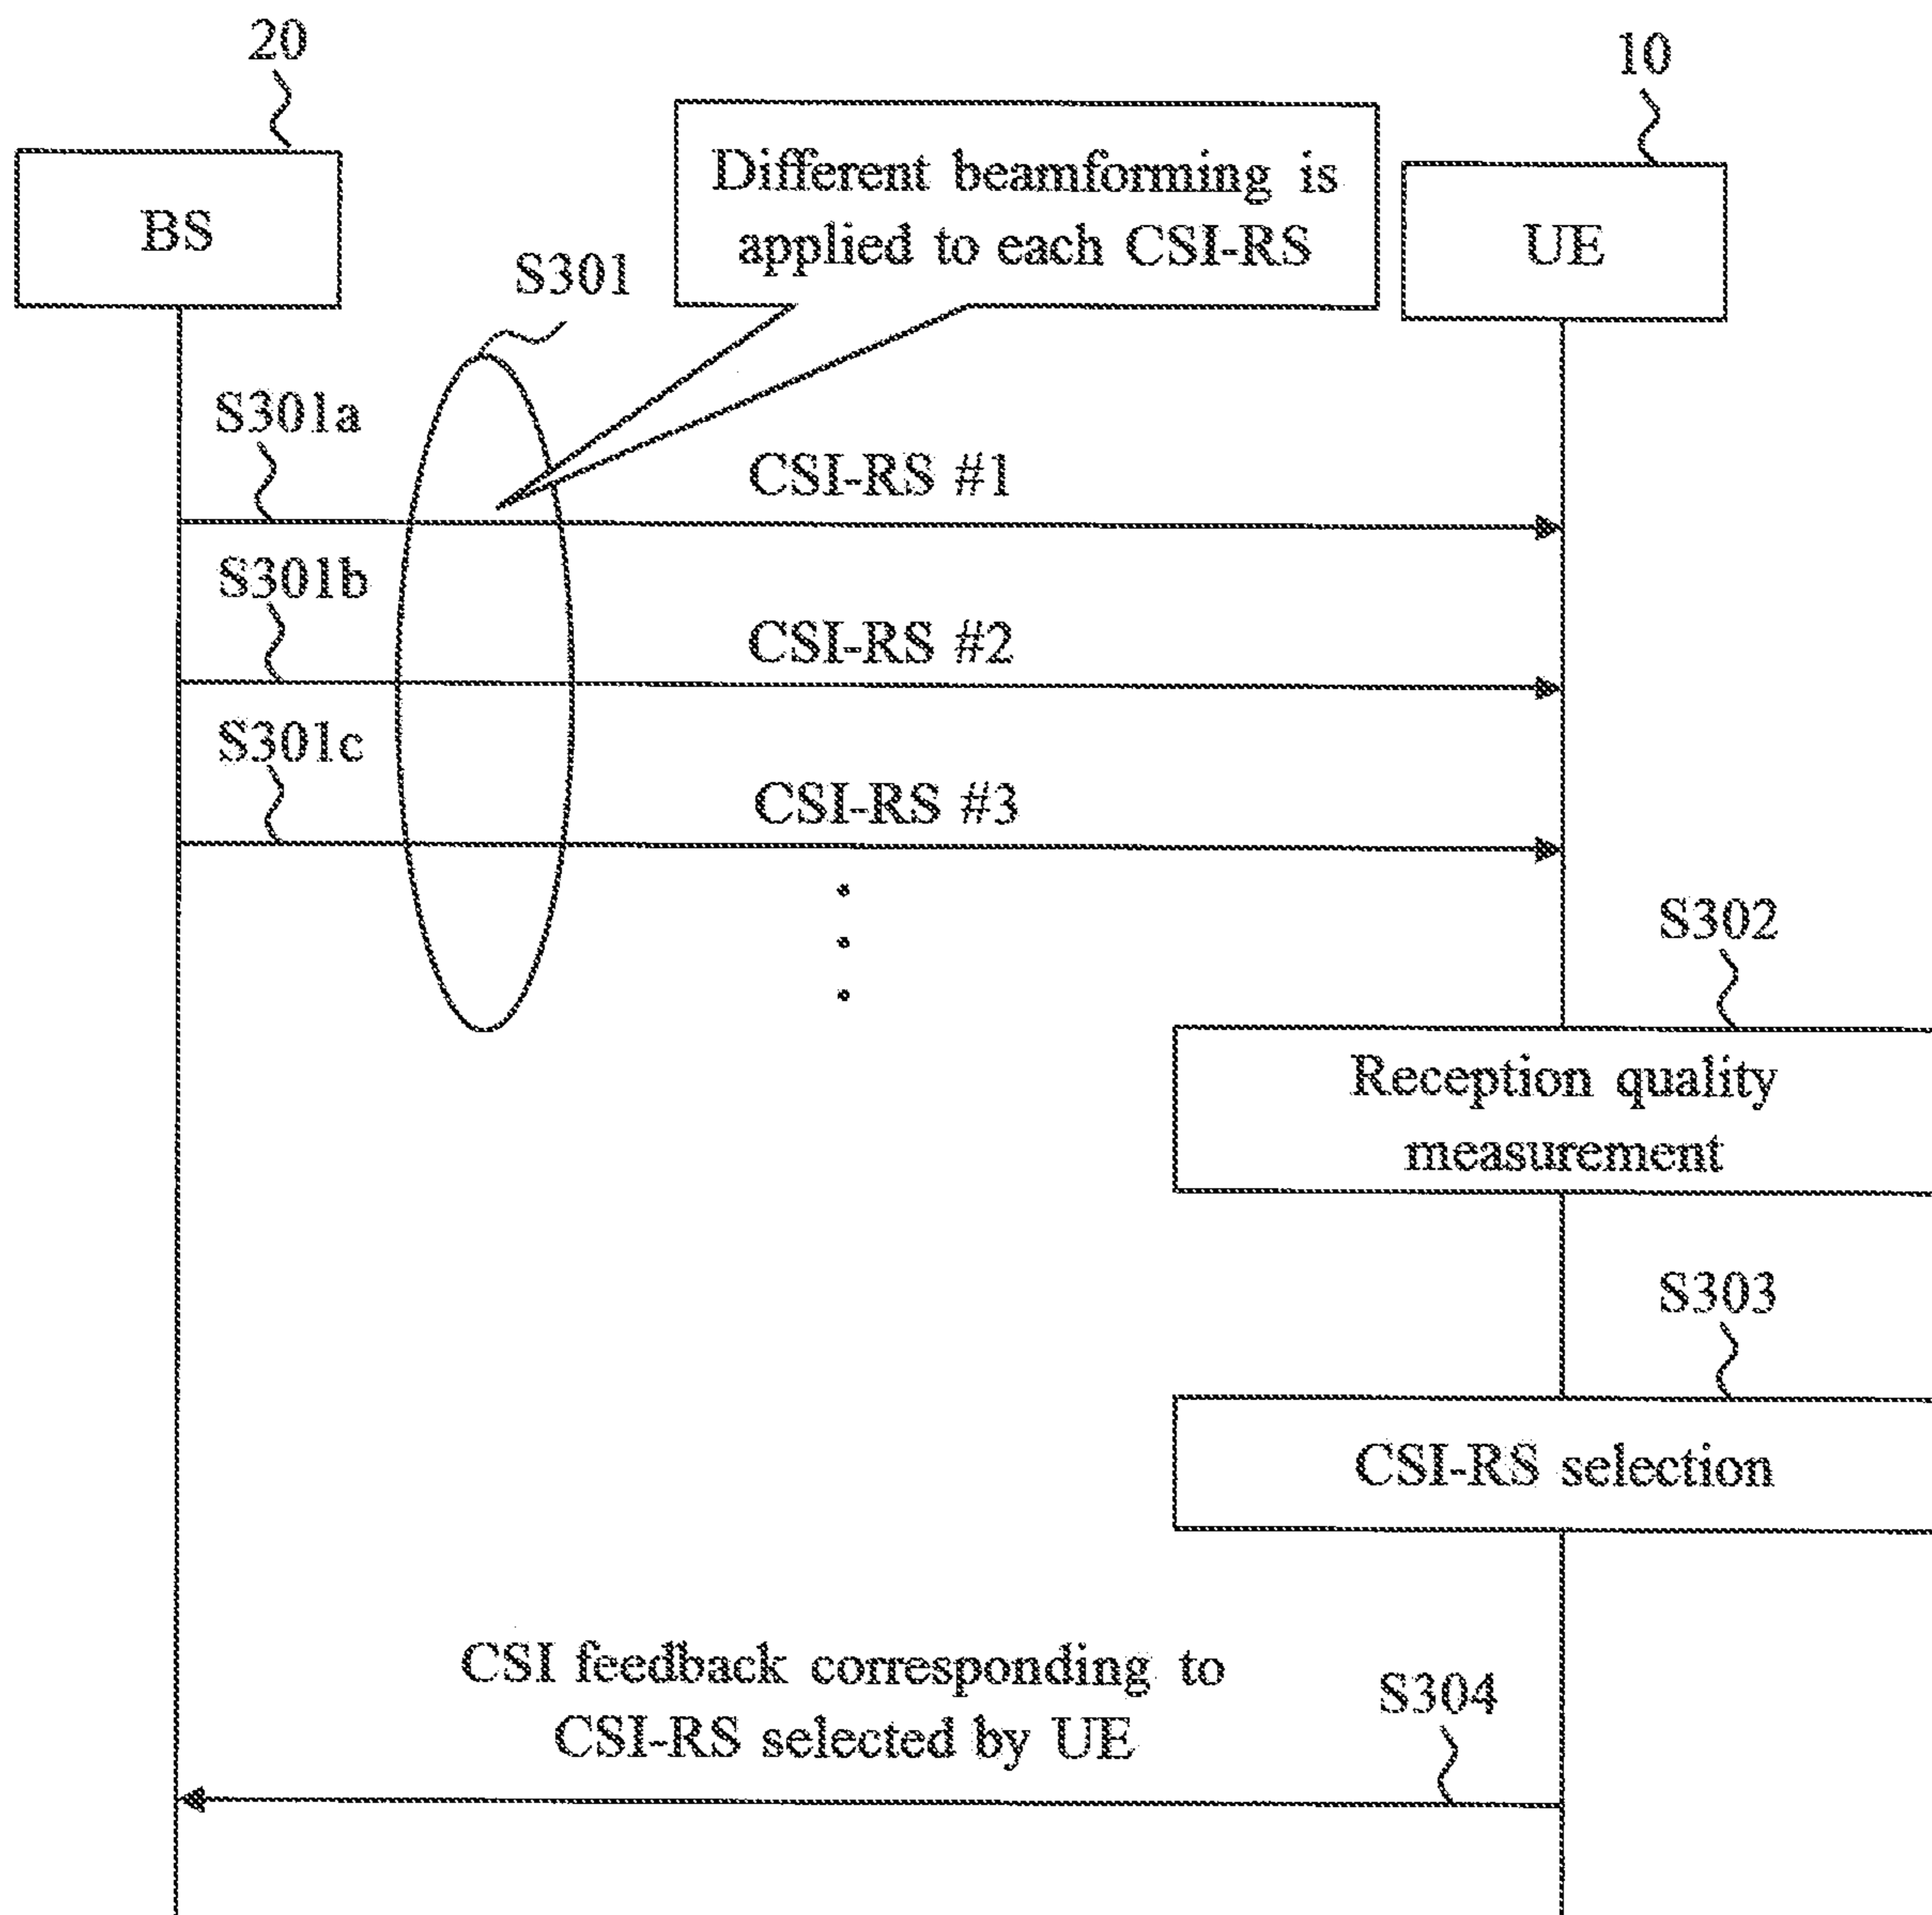 20
10
BS
Different beamforming is
applied to each CSI-RS
UE
S301
S301a
CSI-RS #1
S301b
CSI-RS #2
S301c
CSI-RS #3
S302
Reception quality
measurement
S303
CSI-RS selection
CSI feedback corresponding to
CSI-RS selected by UE
S304